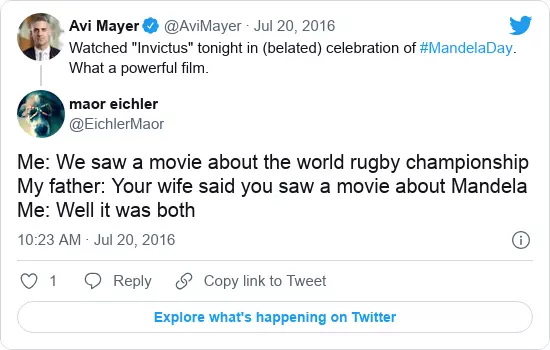 Avi Mayer @AviMayer · Jul 20, 2016
Watched "Invictus" tonight in (belated) celebration of #MandelaDay.
What a powerful film.
maor eichler
@EichlerMaor
Me: We saw a movie about the world rugby championship
My father: Your wife said you saw a movie about Mandela
Me: Well it was both
10:23 AM · Jul 20, 2016
1 Reply Copy link to Tweet
Explore what's happening on Twitter